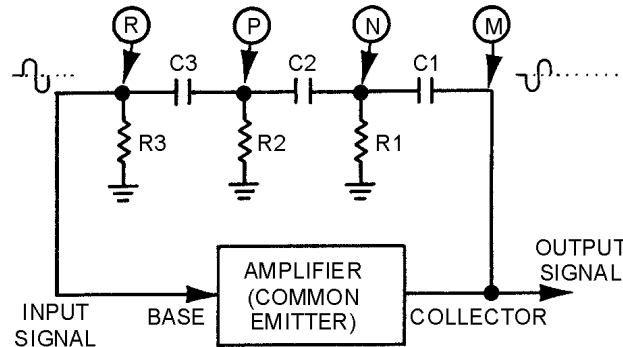 R
P
N
M
C3
C2
C1
R3
R2
R1
OUTPUT
SIGNAL
AMPLIFIER
(COMMON
EMITTER)
INPUT
SIGNAL
BASE
COLLECTOR